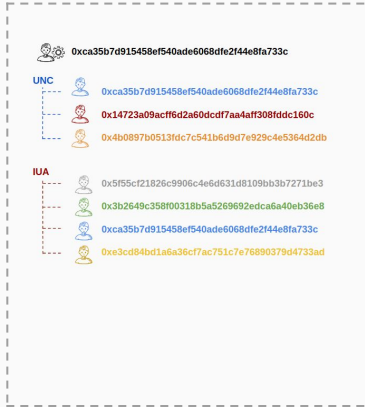 0xca35b7d915458ef540ade6068dfe2f44e8fa733c
UNC
0xca35b7d915458ef540ade6068dfe2f44e8fa733c
0x14723a09acff6d2a60dcdf7aa4aff308fddc160c
0x4b0897b0513fdc7c541b6d9d7e929c4e5364d2db
IUA
0x5f55cf21826c9906c4e6d631d8109bb3b7271be3
0x3b2649c358f00318b5a5269692edca6a40eb36e8
0xca35b7d915458ef540ade6068dfe2f44e8fa733c
0xe3cd84bd1a6a36cf7ac751c7e76890379d4733ad